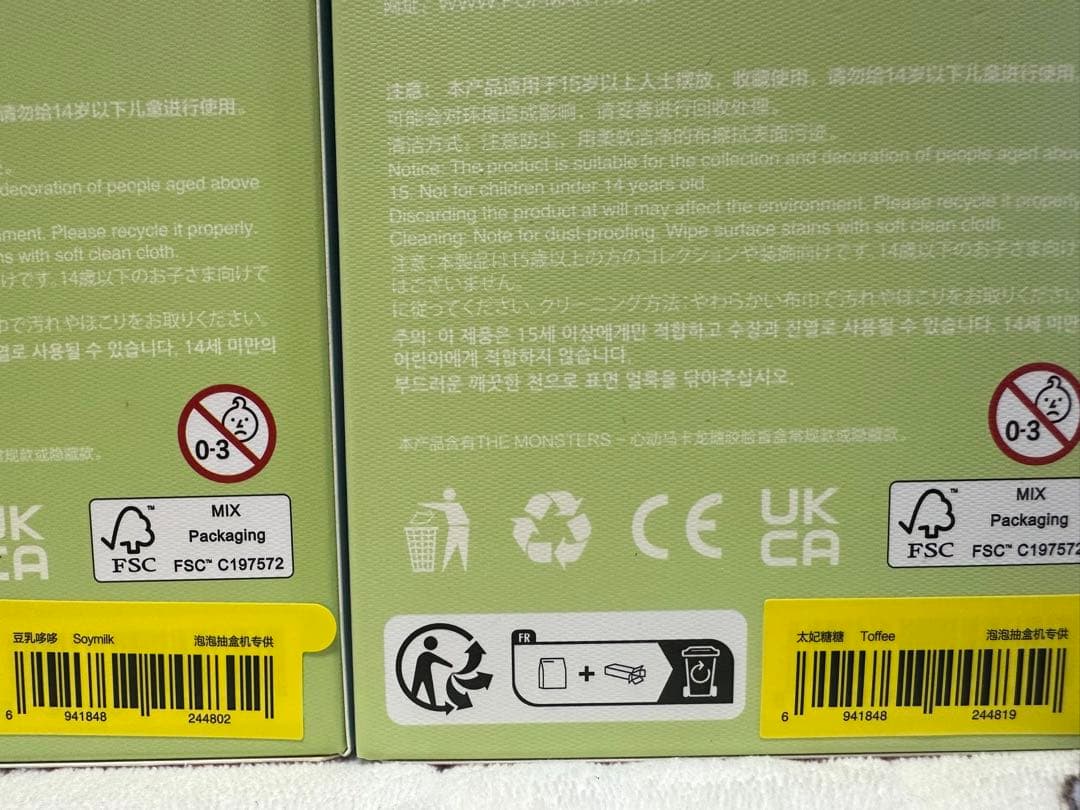 请勿给14岁以下儿童进行使用。
decoration of people aged above
ment. Please recycle it properly.
ns with soft clean cloth.
けです。14歳以下のお子さま向けで
巾で汚れやほこりをお取りください。
로 사용될 수 있습니다. 14세 미만의
常规款或隐藏款。
0-3
UK
CA
MIX
Packaging
FSC
FSC™ C197572
豆乳哆哆 Soymilk 泡泡抽盒机专供
6 941848 244802
网址:
注意： 本产品适用于15岁以上人士摆放，收藏使用，请勿给14岁以下儿童进行使用。
可能会对环境造成影响，请妥善进行回收处理。
清洁方式：注意防尘，用柔软洁净的布擦拭表面污迹。
Notice: The product is suitable for the collection and decoration of people aged above
15. Not for children under 14 years old.
Discarding the product at will may affect the environment. Please recycle it properly
Cleaning: Note for dust-proofing. Wipe surface stains with soft clean cloth.
注意：本製品は15歳以上の方のコレクションや装飾向けです。14歳以下のお子さま向け
はございません。
に従ってください。クリーニング方法：やわらかい布巾で汚れやほこりをお取りください
주의: 이 제품은 15세 이상에게만 적합하고 수장과 진열로 사용될 수 있습니다. 14세 미만
어린이에게 적합하지 않습니다.
부드러운 깨끗한 천으로 표면 얼룩을 닦아주십시오.
本产品含有THE MONSTERS – 心动马卡龙搪胶脸盲盒常规款或隐藏款
0-3
CE
UK
CA
MIX
Packaging
FSC
FSC™ C197572
FR
太妃糖糖 Toffee 泡泡抽盒机专供
6 941848 244819